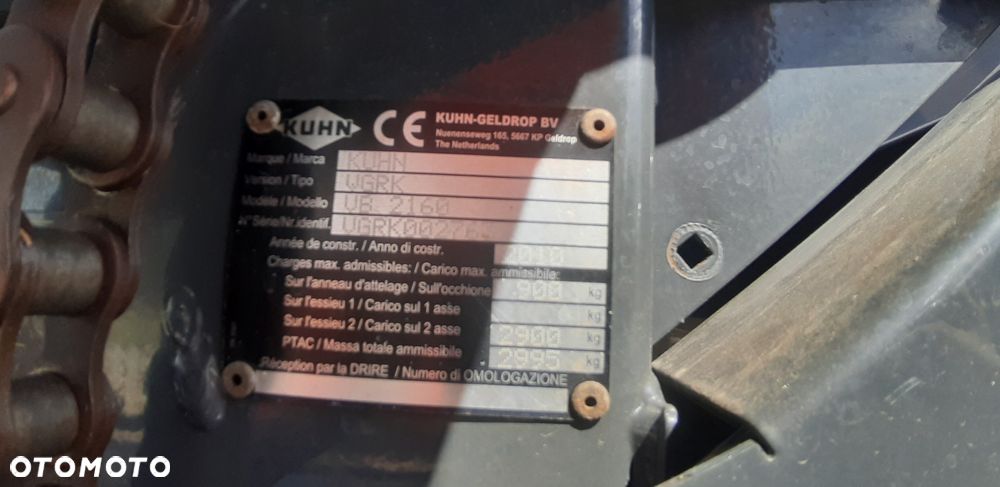 KUHN CE KUHN-GELDROP BV
Nuenenseweg 165, 5667 KP Geldrop
The Netherlands
Marque / Marca KUHN
Version / Tipo VGRK
Modèle / Modello VB 2160
N° Série/Nr.identif.
Année de constr. / Anno di costr. 2010
Charges max. admissibles: / Carico max. ammissibile:
Sur l'anneau d'attelage / Sull'occhione 900 kg
Sur l'essieu 1 / Carico sul 1 asse kg
Sur l'essieu 2 / Carico sul 2 asse 2900 kg
PTAC / Massa totale ammissibile 2995 kg
Réception par la DRIRE / Numero di OMOLOGAZIONE
OTOMOTO